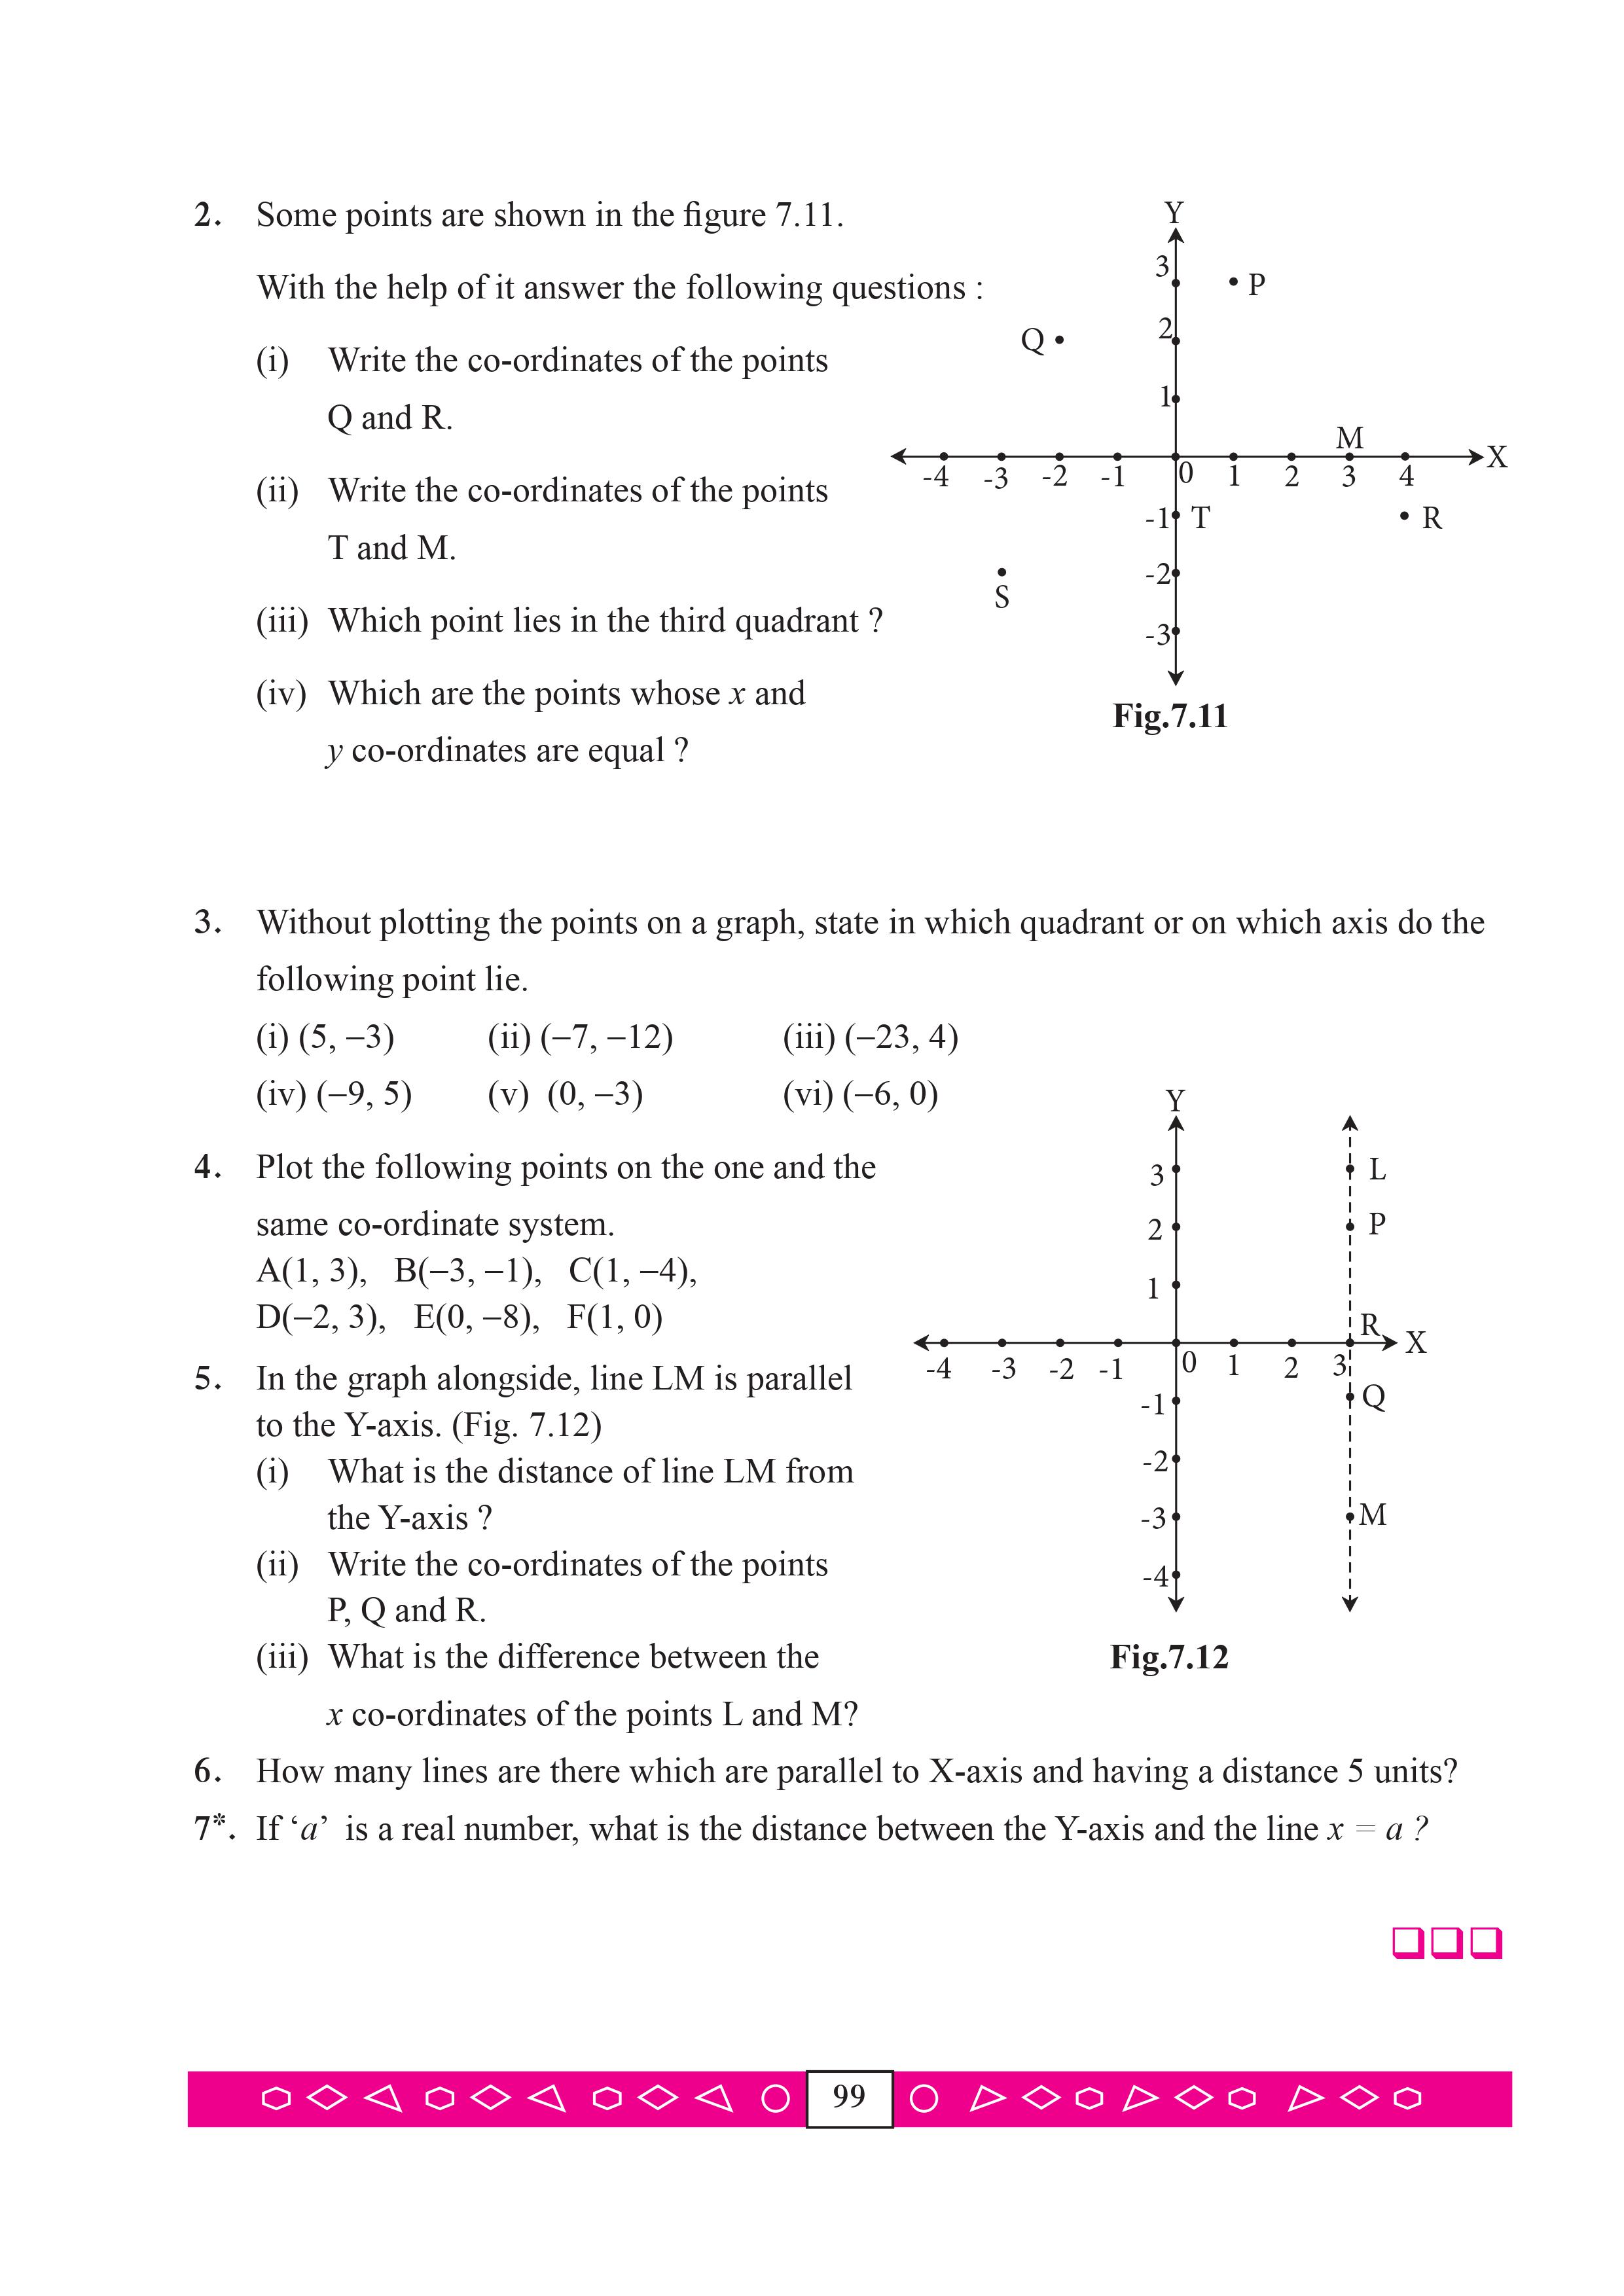 2. Some points are shown in the figure 7.11.
With the help of it answer the following questions :
(i) Write the co-ordinates of the points
Q and R.
(ii) Write the co-ordinates of the points
T and M.
(iii) Which point lies in the third quadrant ?
(iv) Which are the points whose x and
y co-ordinates are equal ?
Y
3
P
Q
2
1
M
X
-4 -3 -2 -1 0 1 2 3 4
-1 T
R
-2
S
-3
Fig.7.11
3. Without plotting the points on a graph, state in which quadrant or on which axis do the
following point lie.
(i) (5, –3) (ii) (–7, –12) (iii) (–23, 4)
(iv) (–9, 5) (v) (0, –3) (vi) (–6, 0)
4. Plot the following points on the one and the
same co-ordinate system.
A(1, 3), B(–3, –1), C(1, –4),
D(–2, 3), E(0, –8), F(1, 0)
5. In the graph alongside, line LM is parallel
to the Y-axis. (Fig. 7.12)
(i) What is the distance of line LM from
the Y-axis ?
(ii) Write the co-ordinates of the points
P, Q and R.
(iii) What is the difference between the
x co-ordinates of the points L and M?
Y
3 L
2 P
1
R
X
-4 -3 -2 -1 0 1 2 3
-1 Q
-2
-3 M
-4
Fig.7.12
6. How many lines are there which are parallel to X-axis and having a distance 5 units?
7*. If ‘a’ is a real number, what is the distance between the Y-axis and the line x = a ?
99